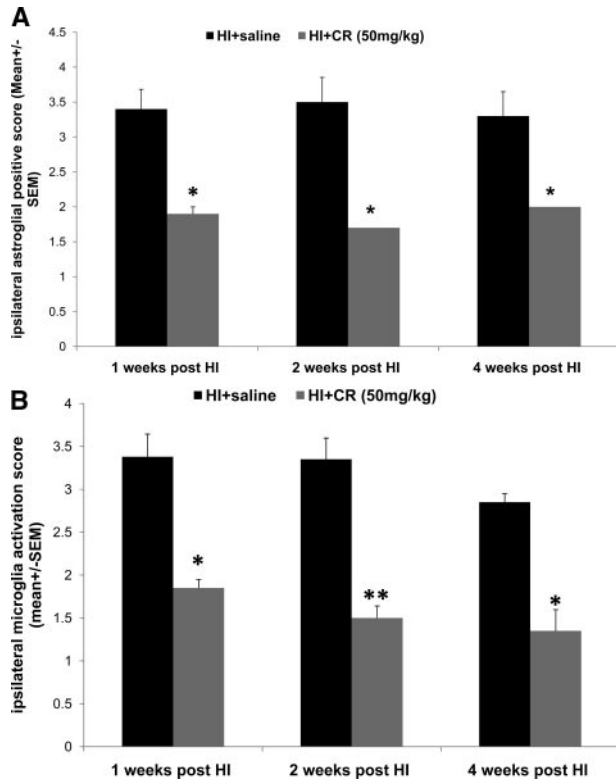 A
HI+saline HI+CR (50mg/kg)
ipsilateral astroglial positive score (Mean+/-
SEM)
4.5
4
3.5
3
2.5
2
1.5
1
0.5
0
*
*
*
1 weeks post HI 2 weeks post HI 4 weeks post HI
B
HI+saline HI+CR (50mg/kg)
ipsilateral microglia activation score
(mean+/-SEM)
4
3.5
3
2.5
2
1.5
1
0.5
0
*
**
*
1 weeks post HI 2 weeks post HI 4 weeks post HI